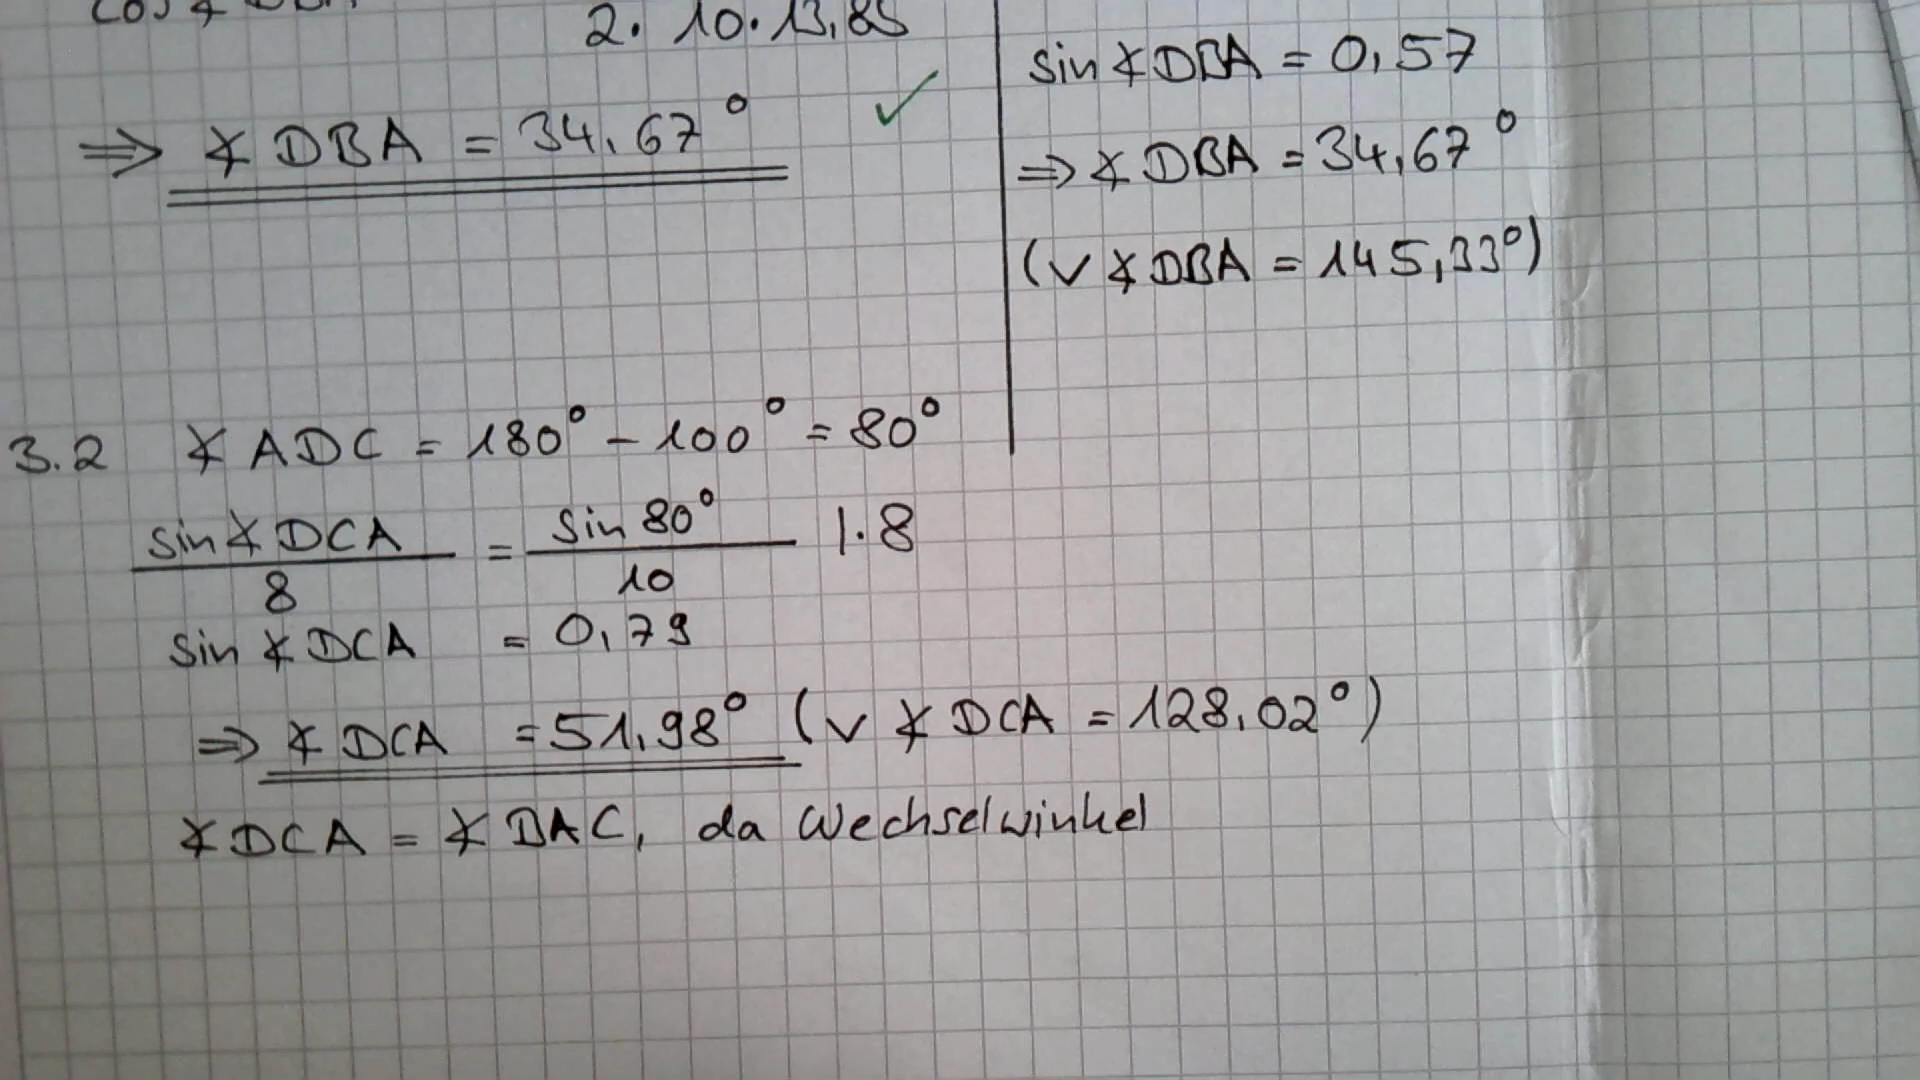 2 · 10 · 13,85
⇒ ∡ DBA = 34,67° ✓
sin ∡ DBA = 0,57
⇒ ∡ DBA = 34,67°
(∨ ∡ DBA = 145,33°)
3.2 ∡ ADC = 180° - 100° = 80°
sin ∡ DCA / 8 = sin 80° / 10 | · 8
sin ∡ DCA = 0,79
⇒ ∡ DCA = 51,98° (∨ ∡ DCA = 128,02°)
∡ DCA = ∡ BAC, da Wechselwinkel